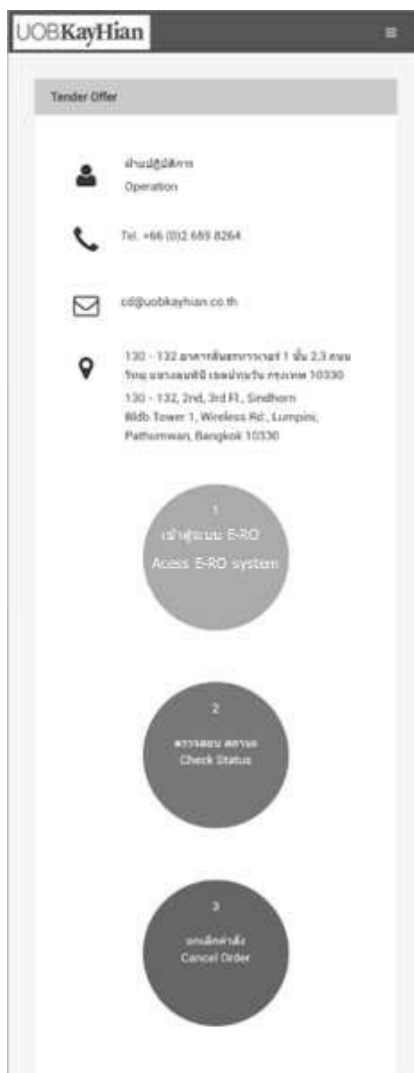 UOBKayHian
Tender Offer
ฝ่ายปฏิบัติการ
Operation
Tel. +66 (0)2 659 8264
cd@uobkayhian.co.th
130 - 132 อาคารสินธรทาวเวอร์ 1 ชั้น 2,3 ถนน
วิทยุ แขวงลุมพินี เขตปทุมวัน กรุงเทพ 10330
130 - 132, 2nd, 3rd Fl., Sindhorn
Bldb Tower 1, Wireless Rd., Lumpini,
Pathumwan, Bangkok 10330
1
เข้าสู่ระบบ E-RO
Acess E-RO system
2
ตรวจสอบ สถานะ
Check Status
3
ยกเลิกคำสั่ง
Cancel Order